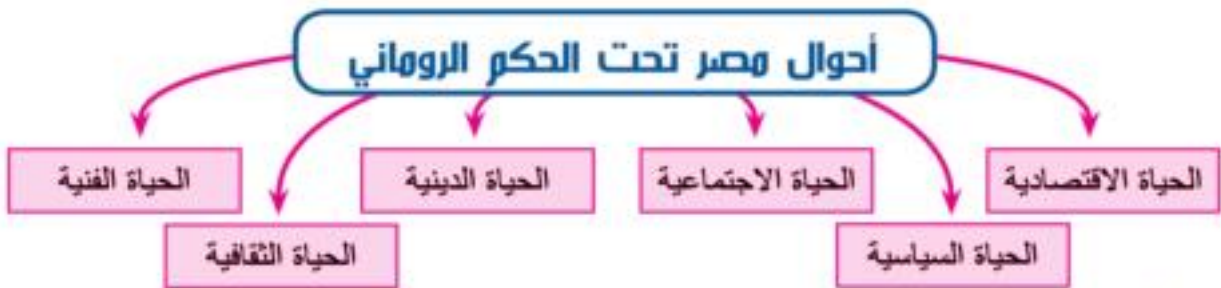 أحوال مصر تحت الحكم الروماني
الحياة الاقتصادية
الحياة السياسية
الحياة الاجتماعية
الحياة الدينية
الحياة الثقافية
الحياة الفنية